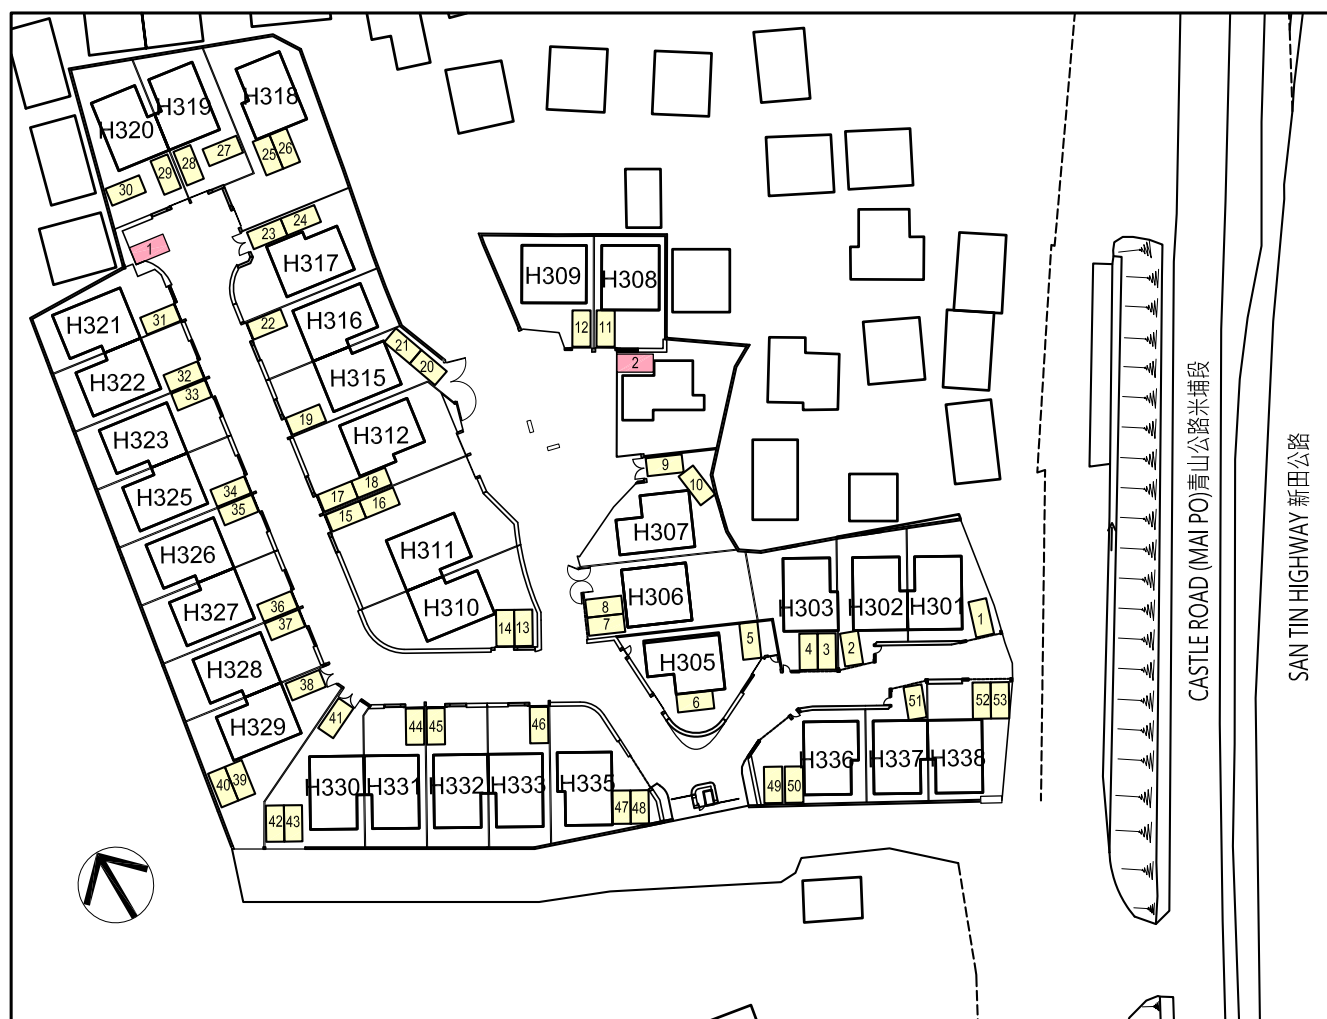 H318
H319
H320
26
25
27
28
29
30
24
23
1
H317
H309
H308
H316
H321
31
22
12
11
21
20
2
H315
H322
32
33
19
H312
H323
9
10
18
17
16
15
H325
34
35
H307
H311
H326
H306
H310
H327
36
37
8
7
14
13
H303
H302
H301
1
5
4
3
2
H305
6
H328
38
H329
41
44
45
46
51
52
53
40
39
H330
H331
H332
H333
H335
H336
H337
H338
49
50
42
43
47
48
CASTLE ROAD (MAI PO)青山公路米埔段
SAN TIN HIGHWAY 新田公路